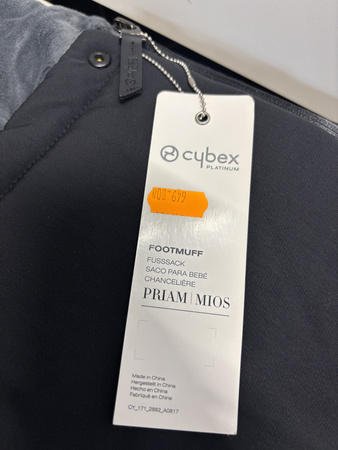 cybex
PLATINUM
FOOTMUFF
FUSSSACK
SACO PARA BEBÉ
CHANCELIÈRE
PRIAM | MIOS
Made in China
Hergestellt in China
Hecho en China
Fabriqué en Chine
CY_171_2882_A0817